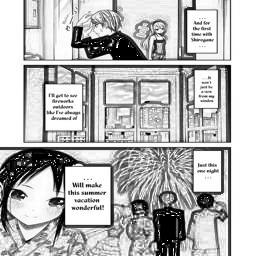 . . .
And for
the first
time with
Shirogane
. . .
. . . It
won't
just be a
view from
my
window.
I'll get to see
fireworks
outdoors
like I've always
dreamed of
Just this
one night
. . .
. . .
Will make
this summer
vacation
wonderful!